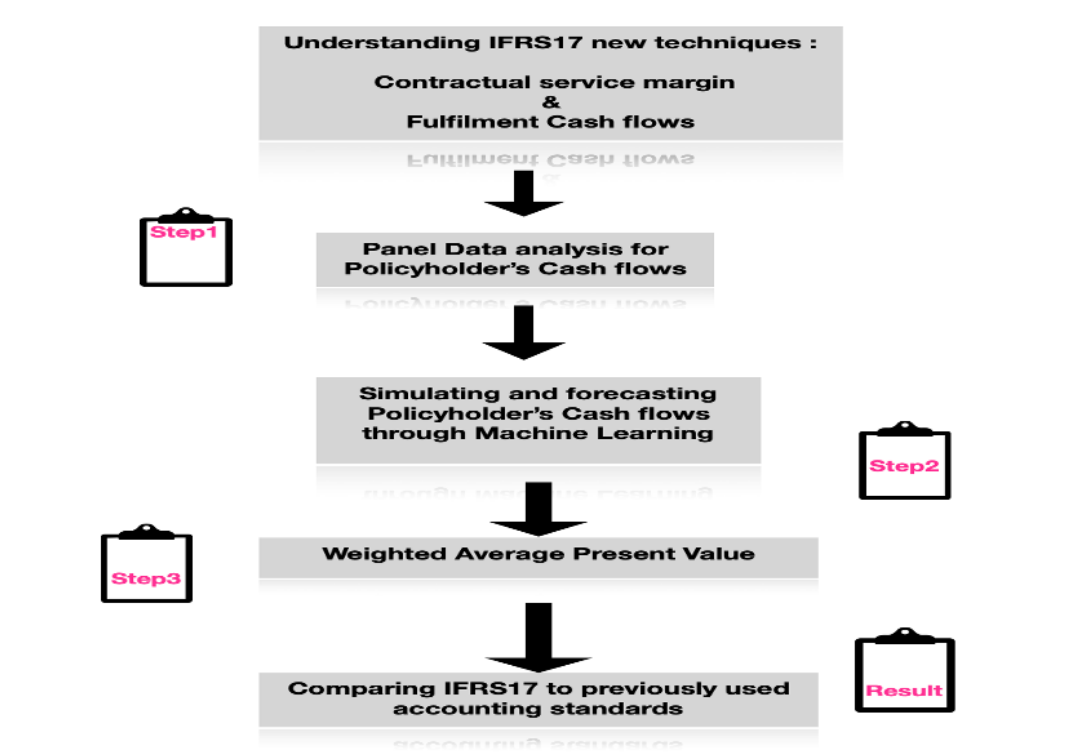 Understanding IFRS17 new techniques :
Contractual service margin
&
Fulfilment Cash flows
Step1
Panel Data analysis for
Policyholder's Cash flows
Simulating and forecasting
Policyholder's Cash flows
through Machine Learning
Step2
Weighted Average Present Value
Step3
Comparing IFRS17 to previously used
accounting standards
Result